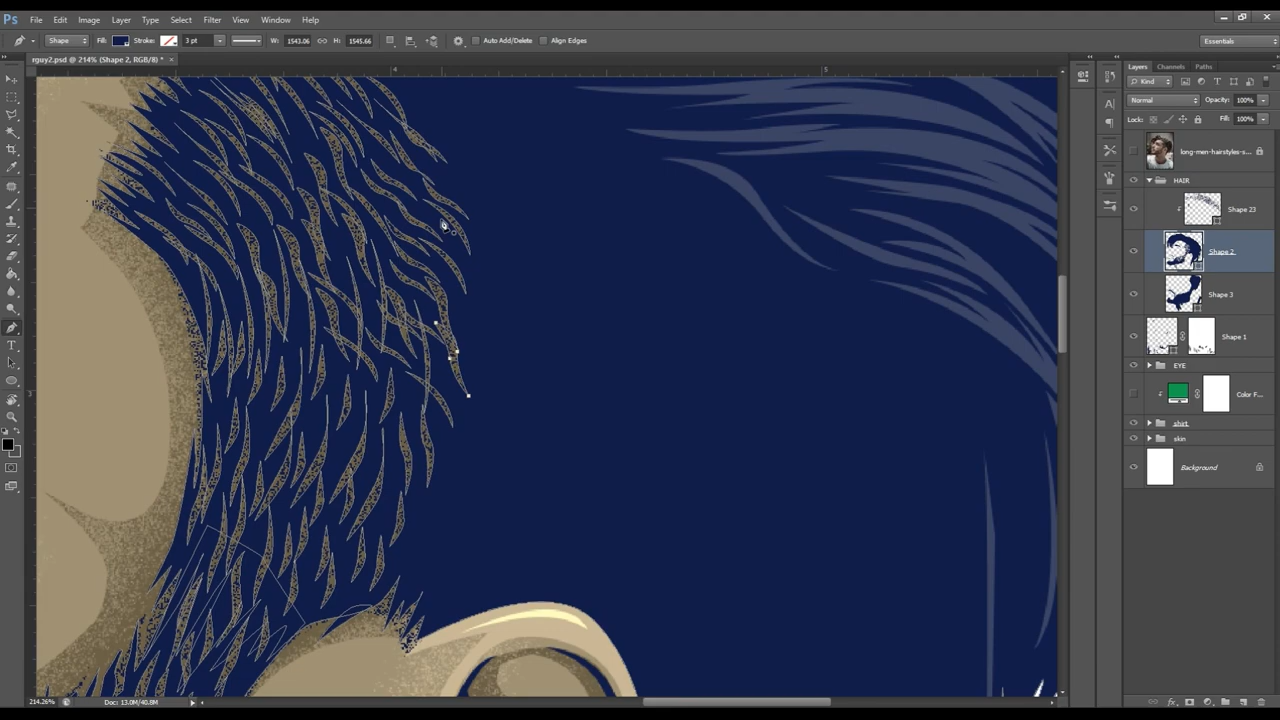 Ps File Edit Image Layer Type Select Filter View Window Help
Shape Fill: Stroke: 3 pt W: 1543.06 H: 1545.66 Auto Add/Delete Align Edges Essentials
rguy2.psd @ 214% (Shape 2, RGB/8) * ×
4 5
3
Layers Channels Paths
Kind
Normal Opacity: 100%
Lock: Fill: 100%
long-men-hairstyles-s...
HAIR
Shape 23
Shape 2
Shape 3
Shape 1
EYE
Color F...
shirt
skin
Background
214.26% Doc: 13.0M/40.8M